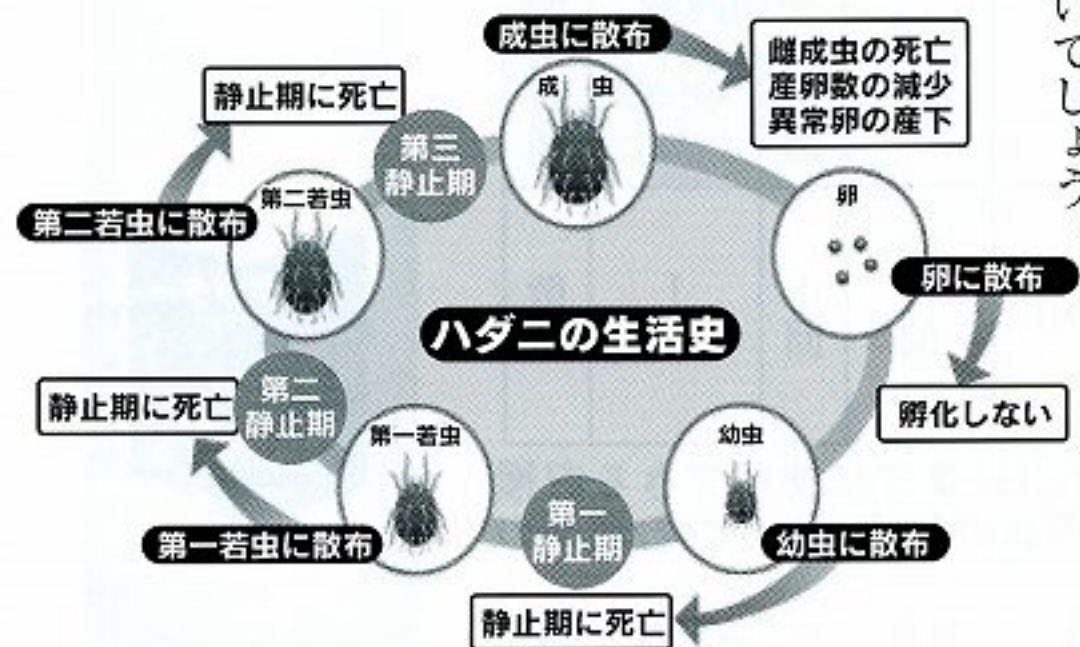 成虫に散布
雌成虫の死亡
産卵数の減少
異常卵の産下
成 虫
静止期に死亡
第三
静止期
第二若虫
第二若虫に散布
卵
卵に散布
ハダニの生活史
孵化しない
静止期に死亡
第二
静止期
第一若虫
第一若虫に散布
第一
静止期
幼虫
幼虫に散布
静止期に死亡
けてしょう